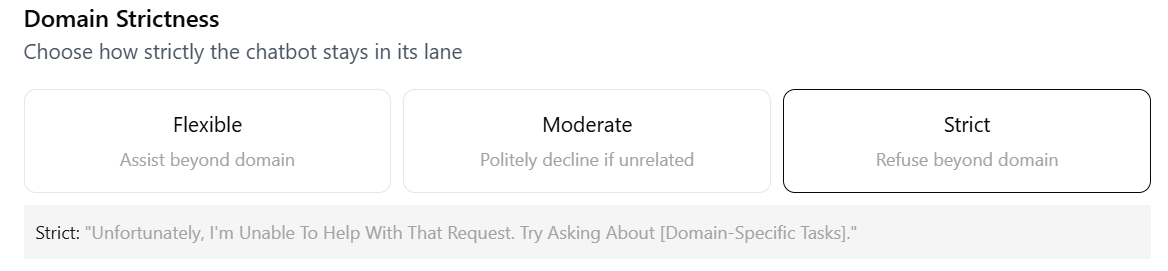 Domain Strictness
Choose how strictly the chatbot stays in its lane
Flexible
Assist beyond domain
Moderate
Politely decline if unrelated
Strict
Refuse beyond domain
Strict: "Unfortunately, I'm Unable To Help With That Request. Try Asking About [Domain-Specific Tasks]."